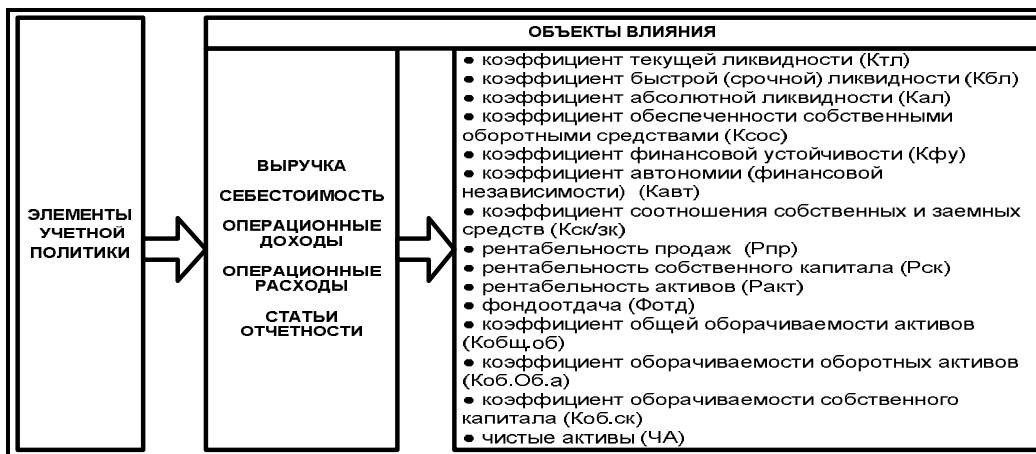 ЭЛЕМЕНТЫ
УЧЕТНОЙ
ПОЛИТИКИ
ОБЪЕКТЫ ВЛИЯНИЯ
ВЫРУЧКА
СЕБЕСТОИМОСТЬ
ОПЕРАЦИОННЫЕ
ДОХОДЫ
ОПЕРАЦИОННЫЕ
РАСХОДЫ
СТАТЬИ
ОТЧЕТНОСТИ
● коэффициент текущей ликвидности (Ктл)
● коэффициент быстрой (срочной) ликвидности (Кбл)
● коэффициент абсолютной ликвидности (Кал)
● коэффициент обеспеченности собственными
оборотными средствами (Ксос)
● коэффициент финансовой устойчивости (Кфу)
● коэффициент автономии (финансовой
независимости) (Кавт)
● коэффициент соотношения собственных и заемных
средств (Кск/зк)
● рентабельность продаж (Рпр)
● рентабельность собственного капитала (Рск)
● рентабельность активов (Ракт)
● фондоотдача (Фотд)
● коэффициент общей оборачиваемости активов
(Кобщ.об)
● коэффициент оборачиваемости оборотных активов
(Коб.Об.а)
● коэффициент оборачиваемости собственного
капитала (Коб.ск)
● чистые активы (ЧА)